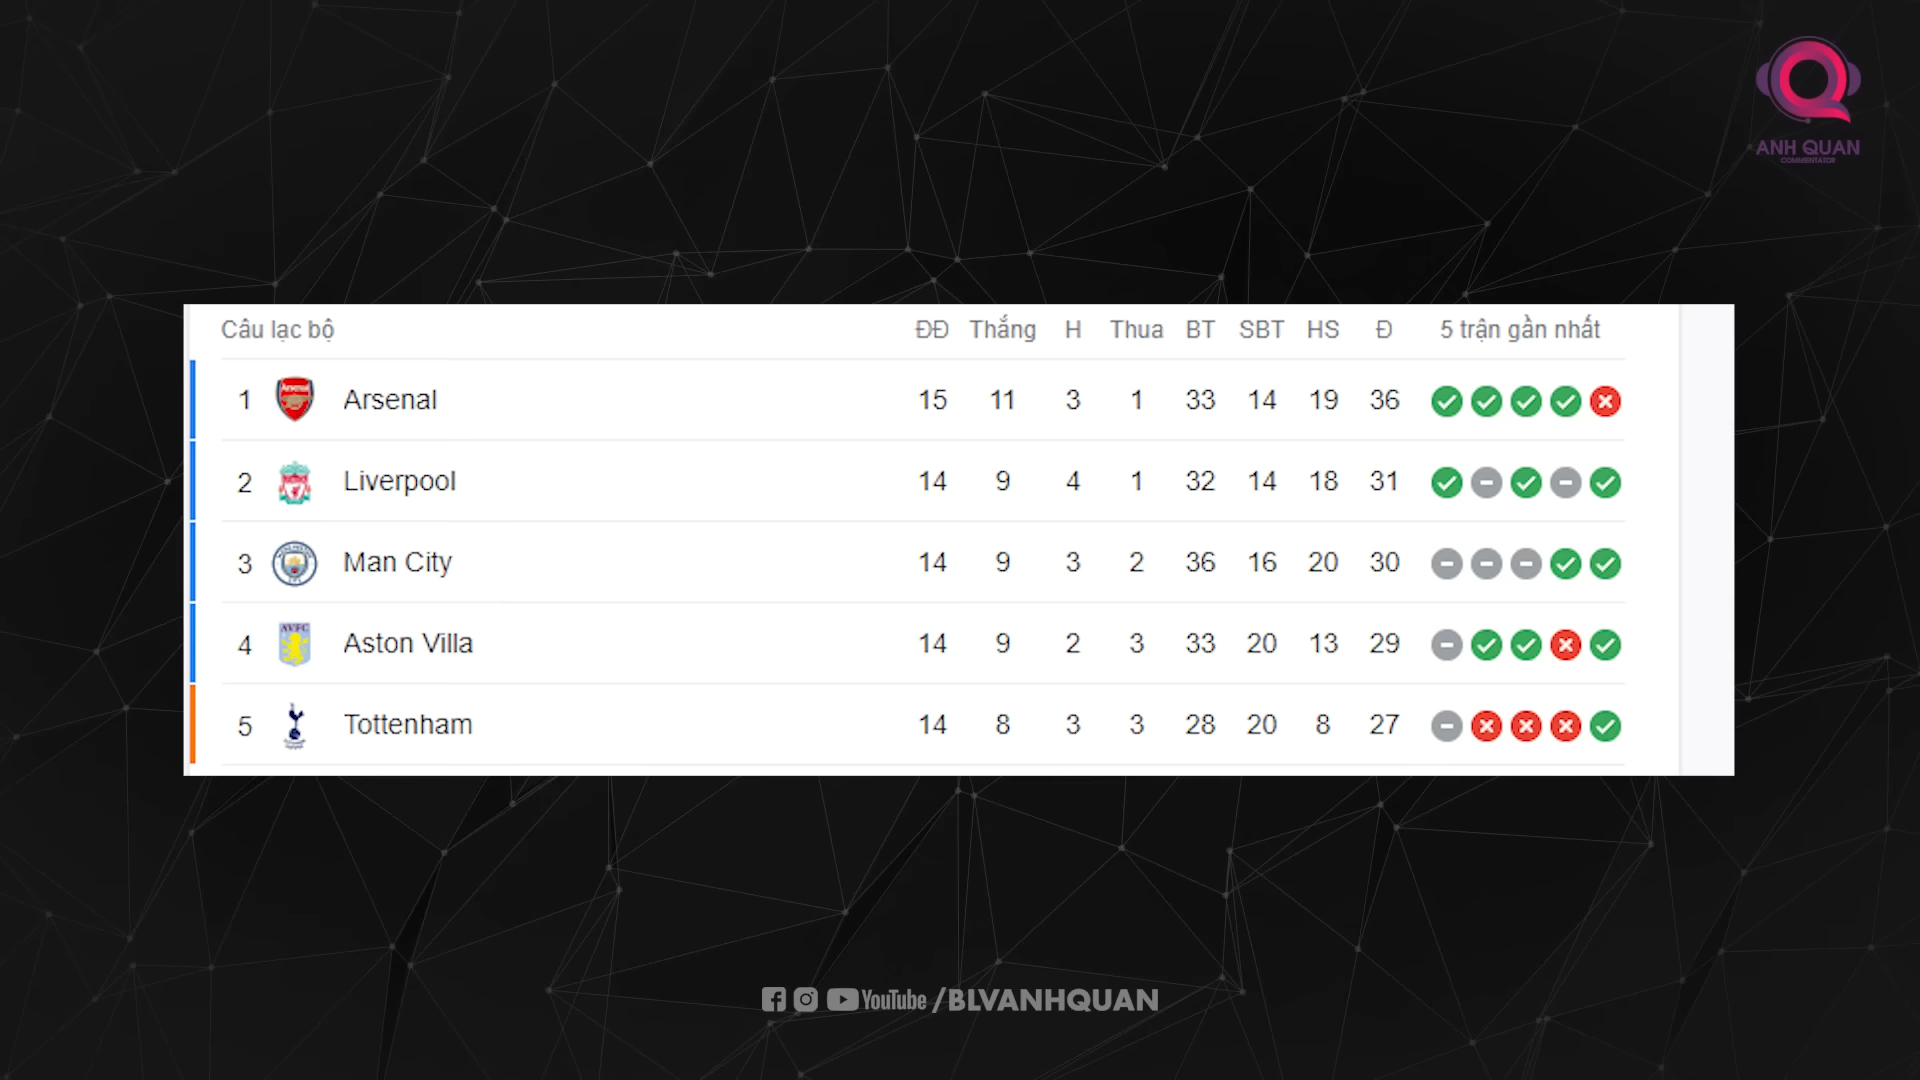 ANH QUAN
COMMENTATOR
Câu lạc bộ ĐĐ Thắng H Thua BT SBT HS Đ 5 trận gần nhất
1 Arsenal 15 11 3 1 33 14 19 36
2 Liverpool 14 9 4 1 32 14 18 31
3 Man City 14 9 3 2 36 16 20 30
4 AVFC Aston Villa 14 9 2 3 33 20 13 29
5 Tottenham 14 8 3 3 28 20 8 27
YouTube /BLVANHQUAN